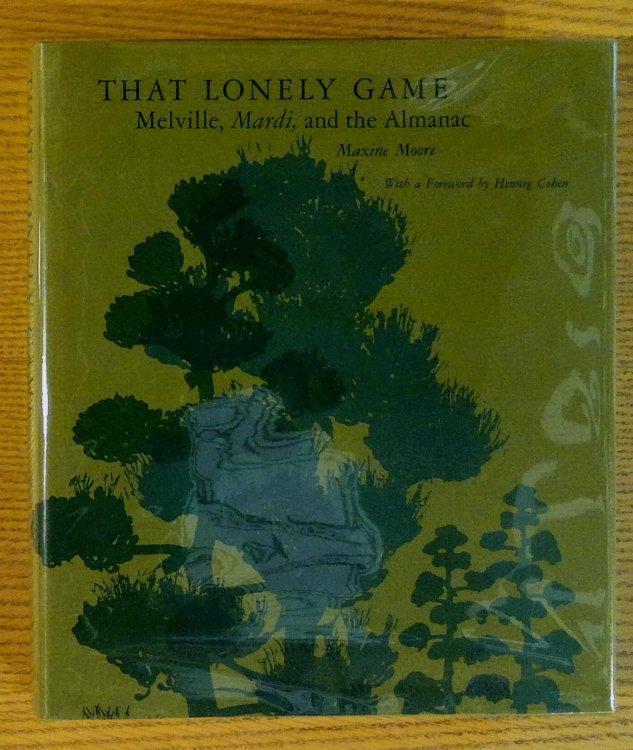 THAT LONELY GAME
Melville, Mardi, and the Almanac
Maxine Moore
With a Foreword by Hennig Cohen